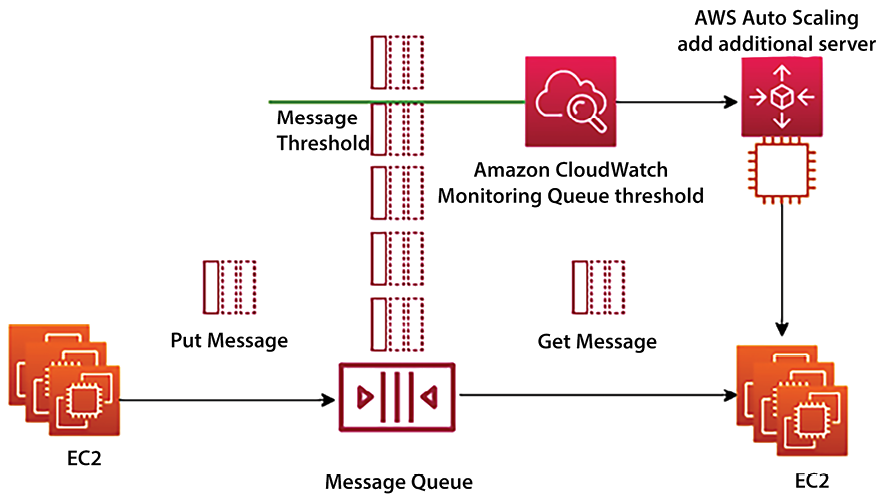 AWS Auto Scaling
add additional server
Message
Threshold
Amazon CloudWatch
Monitoring Queue threshold
Put Message
Get Message
EC2
Message Queue
EC2